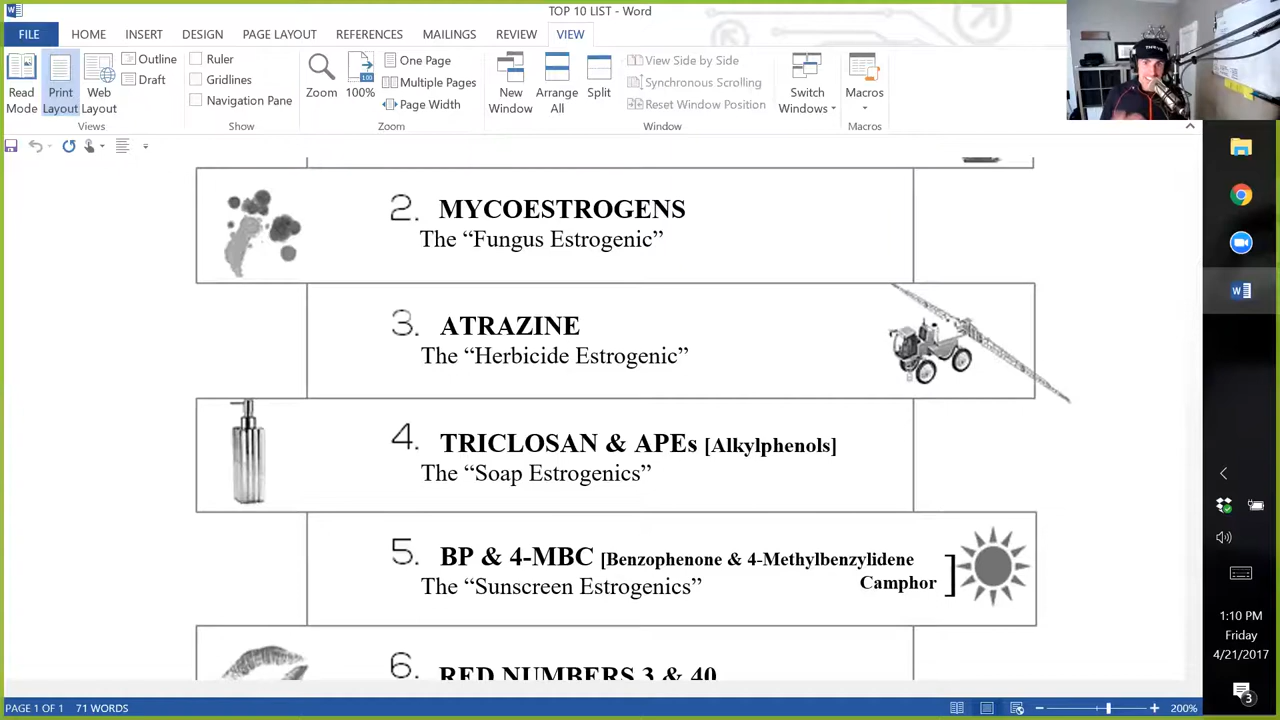 TOP 10 LIST - Word
FILE HOME INSERT DESIGN PAGE LAYOUT REFERENCES MAILINGS REVIEW VIEW
Read Mode
Print Layout
Web Layout
Outline
Draft
Views
Ruler
Gridlines
Navigation Pane
Show
Zoom
100
100%
One Page
Multiple Pages
Page Width
Zoom
New Window
Arrange All
Split
View Side by Side
Synchronous Scrolling
Reset Window Position
Window
Switch Windows
Macros
Macros
2. MYCOESTROGENS
The “Fungus Estrogenic”
3. ATRAZINE
The “Herbicide Estrogenic”
4. TRICLOSAN & APEs [Alkylphenols]
The “Soap Estrogenics”
5. BP & 4-MBC [Benzophenone & 4-Methylbenzylidene
Camphor ]
The “Sunscreen Estrogenics”
6. RED NUMBERS 3 & 40
1:10 PM
Friday
4/21/2017
3
PAGE 1 OF 1 71 WORDS
200%